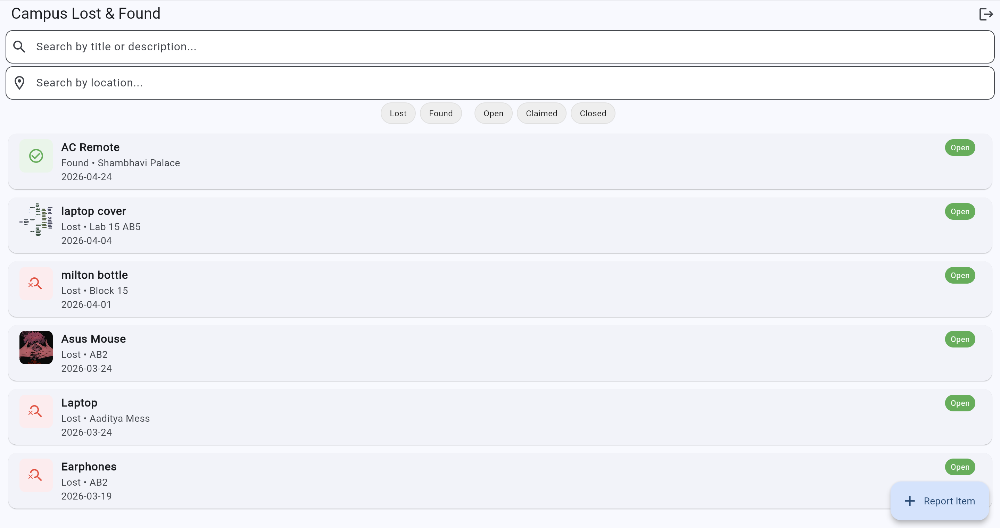 Campus Lost & Found
Search by title or description...
Search by location...
Lost Found Open Claimed Closed
AC Remote
Open
Found • Shambhavi Palace
2026-04-24
laptop cover
Open
Lost • Lab 15 AB5
2026-04-04
milton bottle
Open
Lost • Block 15
2026-04-01
Asus Mouse
Open
Lost • AB2
2026-03-24
Laptop
Open
Lost • Aaditya Mess
2026-03-24
Earphones
Open
Lost • AB2
2026-03-19
Report Item